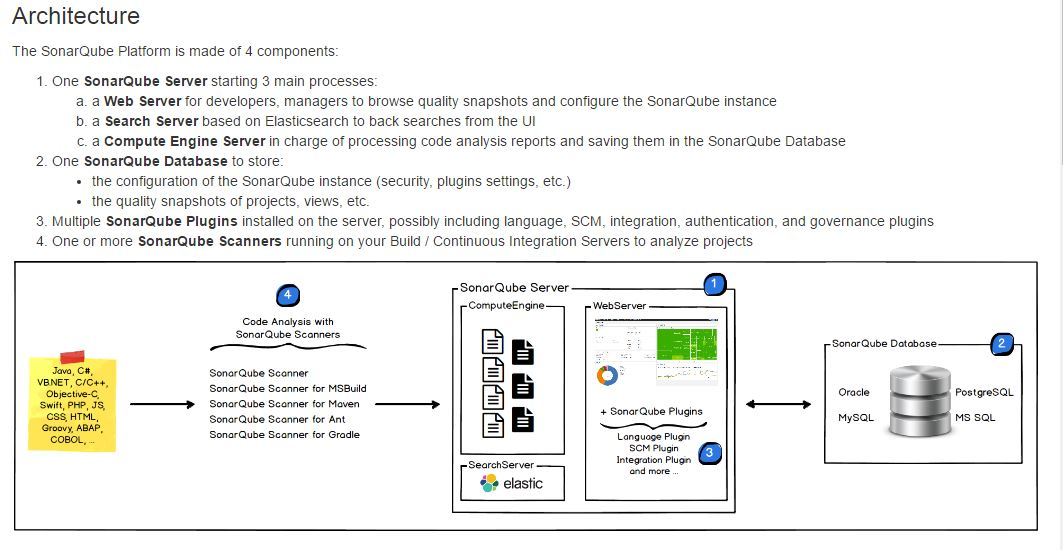 Architecture
The SonarQube Platform is made of 4 components:
1. One SonarQube Server starting 3 main processes:
a. a Web Server for developers, managers to browse quality snapshots and configure the SonarQube instance
b. a Search Server based on Elasticsearch to back searches from the UI
c. a Compute Engine Server in charge of processing code analysis reports and saving them in the SonarQube Database
2. One SonarQube Database to store:
• the configuration of the SonarQube instance (security, plugins settings, etc.)
• the quality snapshots of projects, views, etc.
3. Multiple SonarQube Plugins installed on the server, possibly including language, SCM, integration, authentication, and governance plugins
4. One or more SonarQube Scanners running on your Build / Continuous Integration Servers to analyze projects
Java, C#,
VB.NET, C/C++,
Objective-C,
Swift, PHP, JS,
CSS, HTML,
Groovy, ABAP,
COBOL, ...
4
Code Analysis with
SonarQube Scanners
SonarQube Scanner
SonarQube Scanner for MSBuild
SonarQube Scanner for Maven
SonarQube Scanner for Ant
SonarQube Scanner for Gradle
SonarQube Server
1
ComputeEngine
SearchServer
elastic
WebServer
+ SonarQube Plugins
Language Plugin
SCM Plugin
Integration Plugin
and more ...
3
SonarQube Database
2
Oracle
MySQL
PostgreSQL
MS SQL